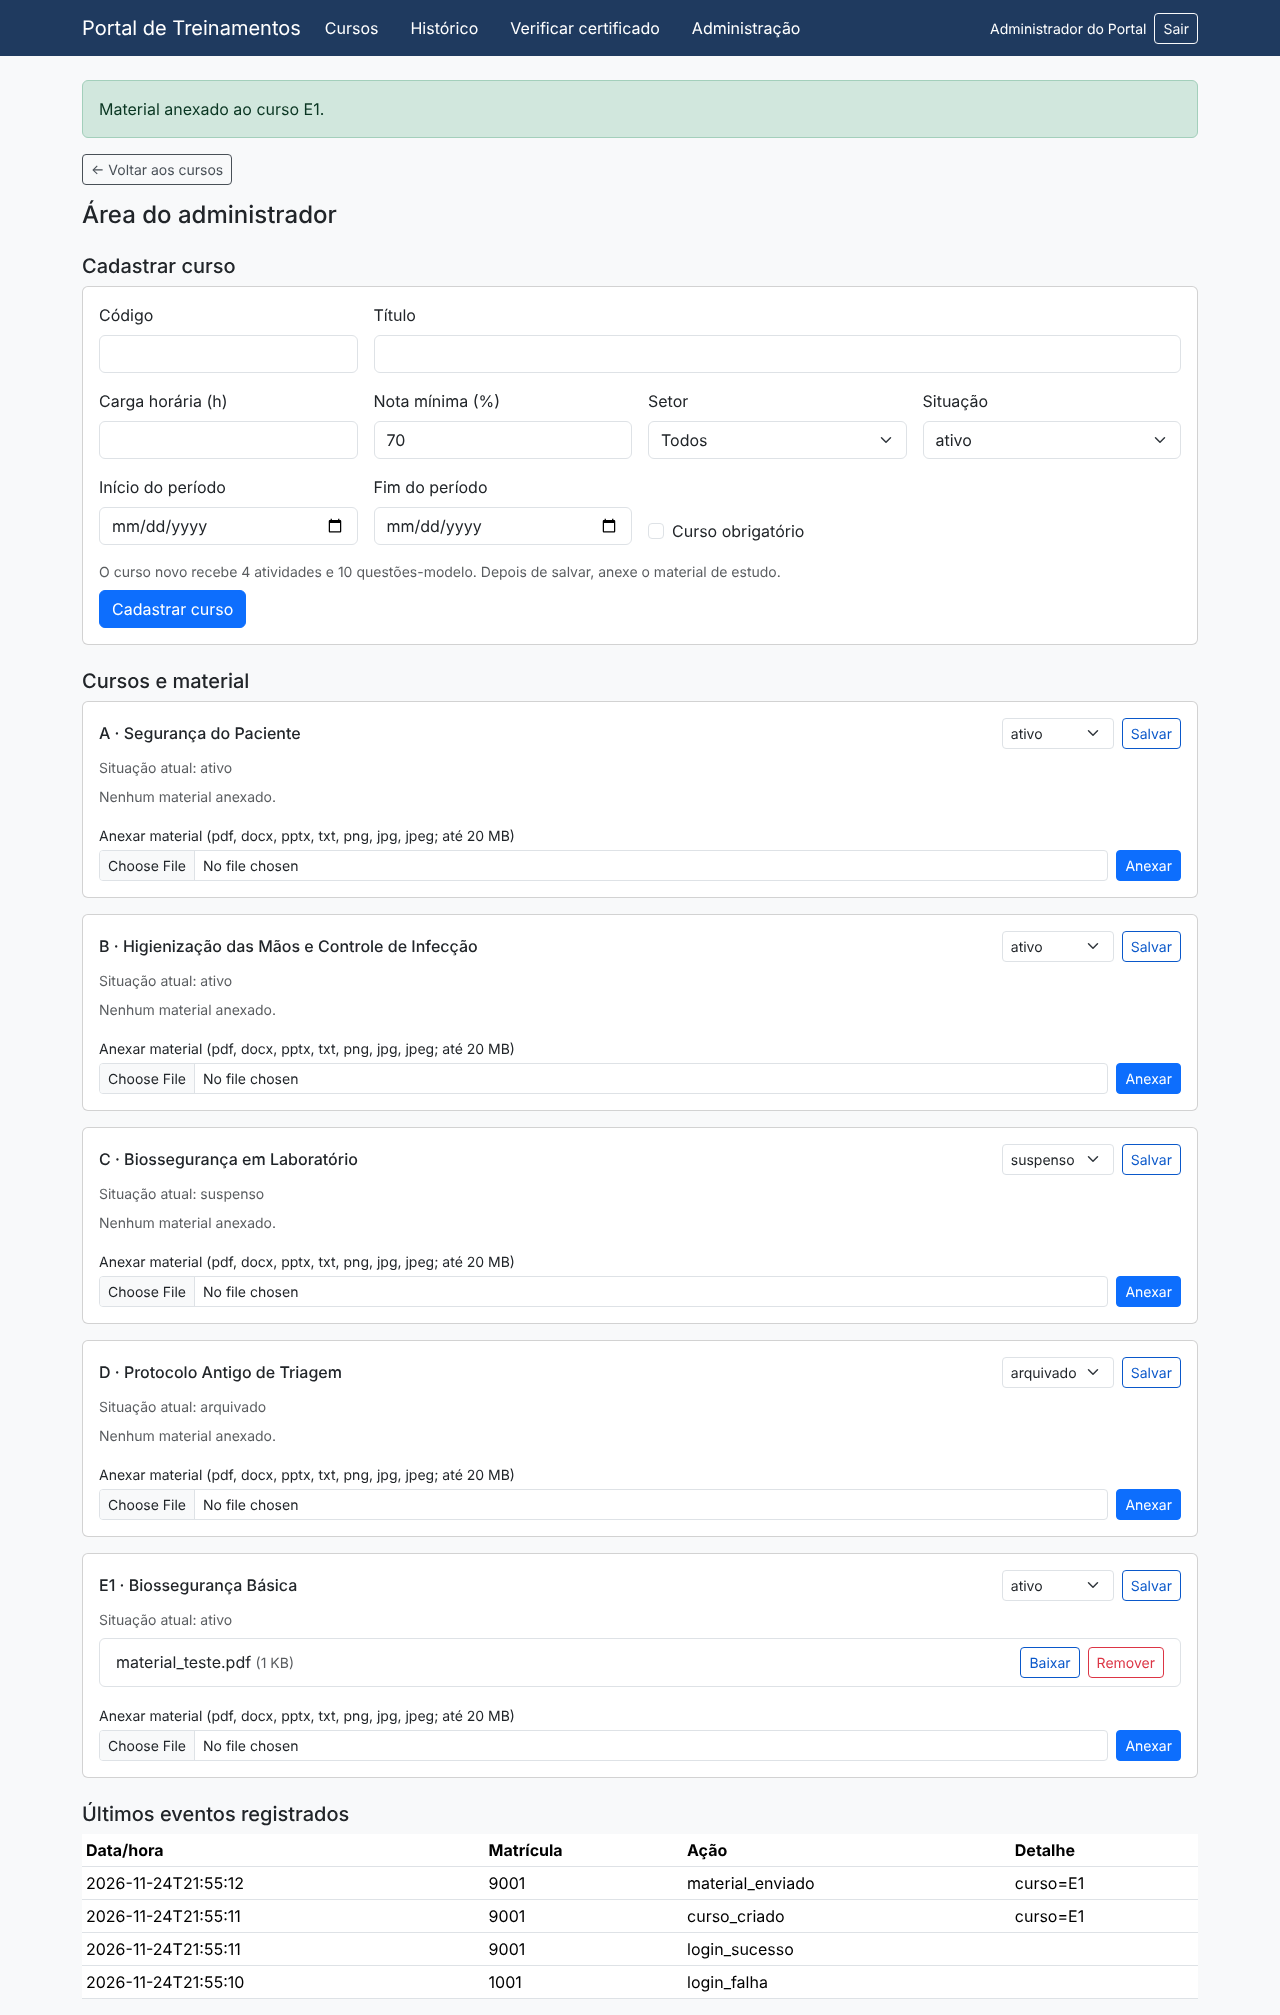 Portal de Treinamentos Cursos Histórico Verificar certificado Administração Administrador do Portal Sair
Material anexado ao curso E1.
← Voltar aos cursos
Área do administrador
Cadastrar curso
Código Título
Carga horária (h) Nota mínima (%) Setor Situação
70 Todos ativo
Início do período Fim do período
mm/dd/yyyy mm/dd/yyyy Curso obrigatório
O curso novo recebe 4 atividades e 10 questões-modelo. Depois de salvar, anexe o material de estudo.
Cadastrar curso
Cursos e material
A · Segurança do Paciente ativo Salvar
Situação atual: ativo
Nenhum material anexado.
Anexar material (pdf, docx, pptx, txt, png, jpg, jpeg; até 20 MB)
Choose File No file chosen Anexar
B · Higienização das Mãos e Controle de Infecção ativo Salvar
Situação atual: ativo
Nenhum material anexado.
Anexar material (pdf, docx, pptx, txt, png, jpg, jpeg; até 20 MB)
Choose File No file chosen Anexar
C · Biossegurança em Laboratório suspenso Salvar
Situação atual: suspenso
Nenhum material anexado.
Anexar material (pdf, docx, pptx, txt, png, jpg, jpeg; até 20 MB)
Choose File No file chosen Anexar
D · Protocolo Antigo de Triagem arquivado Salvar
Situação atual: arquivado
Nenhum material anexado.
Anexar material (pdf, docx, pptx, txt, png, jpg, jpeg; até 20 MB)
Choose File No file chosen Anexar
E1 · Biossegurança Básica ativo Salvar
Situação atual: ativo
material_teste.pdf (1 KB) Baixar Remover
Anexar material (pdf, docx, pptx, txt, png, jpg, jpeg; até 20 MB)
Choose File No file chosen Anexar
Últimos eventos registrados
Data/hora Matrícula Ação Detalhe
2026-11-24T21:55:12 9001 material_enviado curso=E1
2026-11-24T21:55:11 9001 curso_criado curso=E1
2026-11-24T21:55:11 9001 login_sucesso
2026-11-24T21:55:10 1001 login_falha